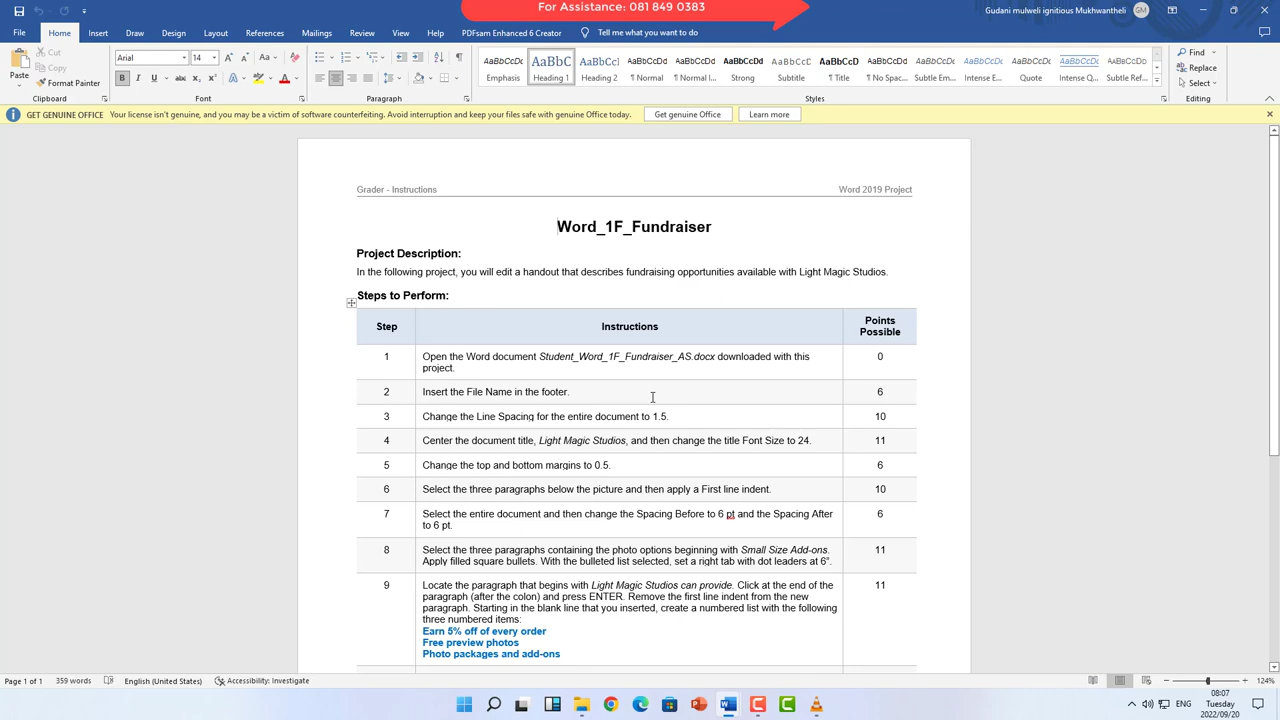 For Assistance: 081 849 0383
Gudani mulweli ignitious Mukhwantheli GM
File Home Insert Draw Design Layout References Mailings Review View Help PDFsam Enhanced 6 Creator Tell me what you want to do
Paste
Cut
Copy
Format Painter
Arial 14
Clipboard Font Paragraph Styles Editing
AaBbCcDd AaBbC AaBbCc AaBbCcDd AaBbCcDd AaBbCcDd AaBbCcDd AaBbCcD AaBbCcDd AaBbCcDd AaBbCcDd AaBbCcDd AaBbCcDd AaBbCcDd
Emphasis Heading 1 Heading 2 ¶ Normal ¶ Normal I... Strong Subtitle ¶ Title ¶ No Spac... Subtle Em... Intense E... Quote Intense Q... Subtle Ref...
Find
Replace
Select
GET GENUINE OFFICE Your license isn't genuine, and you may be a victim of software counterfeiting. Avoid interruption and keep your files safe with genuine Office today. Get genuine Office Learn more
Grader - Instructions Word 2019 Project
Word_1F_Fundraiser
Project Description:
In the following project, you will edit a handout that describes fundraising opportunities available with Light Magic Studios.
Steps to Perform:
Step Instructions Points Possible
1 Open the Word document Student_Word_1F_Fundraiser_AS.docx downloaded with this
project. 0
2 Insert the File Name in the footer. 6
3 Change the Line Spacing for the entire document to 1.5. 10
4 Center the document title, Light Magic Studios, and then change the title Font Size to 24. 11
5 Change the top and bottom margins to 0.5. 6
6 Select the three paragraphs below the picture and then apply a First line indent. 10
7 Select the entire document and then change the Spacing Before to 6 pt and the Spacing After
to 6 pt. 6
8 Select the three paragraphs containing the photo options beginning with Small Size Add-ons.
Apply filled square bullets. With the bulleted list selected, set a right tab with dot leaders at 6". 11
9 Locate the paragraph that begins with Light Magic Studios can provide. Click at the end of the
paragraph (after the colon) and press ENTER. Remove the first line indent from the new
paragraph. Starting in the blank line that you inserted, create a numbered list with the following
three numbered items: 11
Earn 5% off of every order
Free preview photos
Photo packages and add-ons
Page 1 of 1 359 words English (United States) Accessibility: Investigate 124%
ENG
08:07
Tuesday
2022/09/20